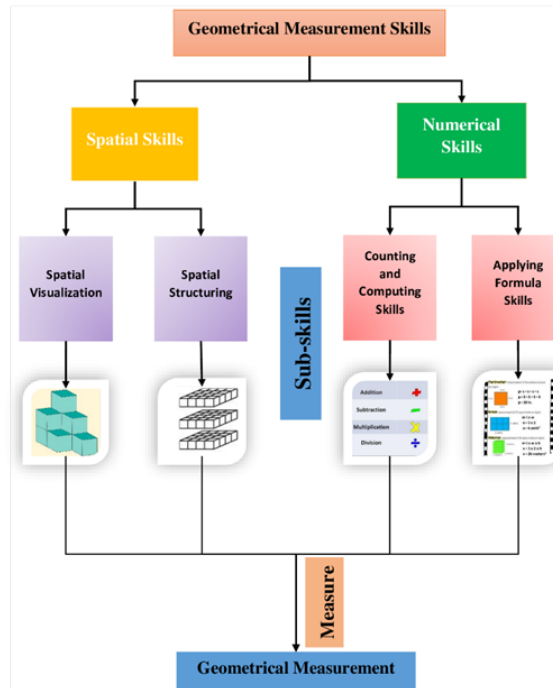 Geometrical Measurement Skills
Spatial Skills
Numerical
Skills
Spatial
Visualization
Spatial
Structuring
Sub-skills
Counting
and
Computing
Skills
Applying
Formula
Skills
Addition
Subtraction
Multiplication
Division
Measure
Geometrical Measurement